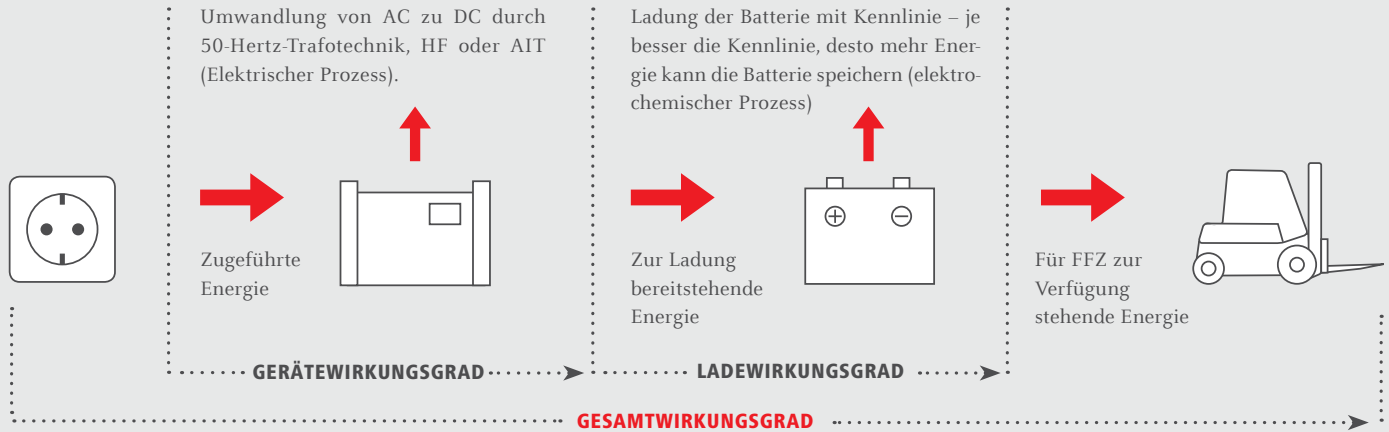 Umwandlung von AC zu DC durch
50-Hertz-Trafotechnik, HF oder AIT
(Elektrischer Prozess).
Ladung der Batterie mit Kennlinie – je
besser die Kennlinie, desto mehr Ener-
gie kann die Batterie speichern (elektro-
chemischer Prozess)
Zugeführte
Energie
Zur Ladung
bereitstehende
Energie
Für FFZ zur
Verfügung
stehende Energie
GERÄTEWIRKUNGSGRAD
LADEWIRKUNGSGRAD
GESAMTWIRKUNGSGRAD